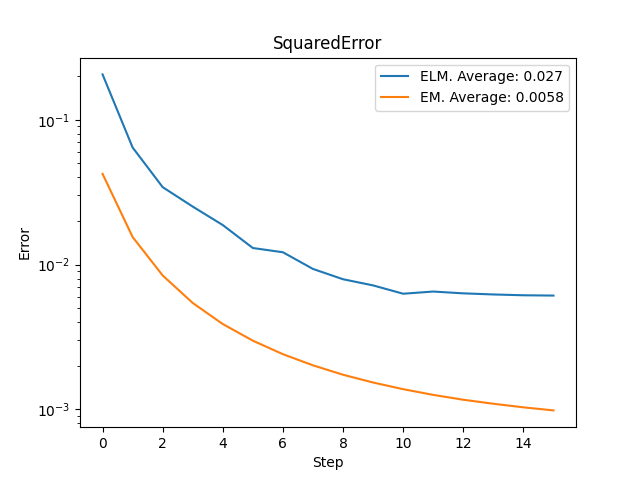 SquaredError
ELM. Average: 0.027
EM. Average: 0.0058
Error
10⁻¹
10⁻²
10⁻³
0 2 4 6 8 10 12 14
Step